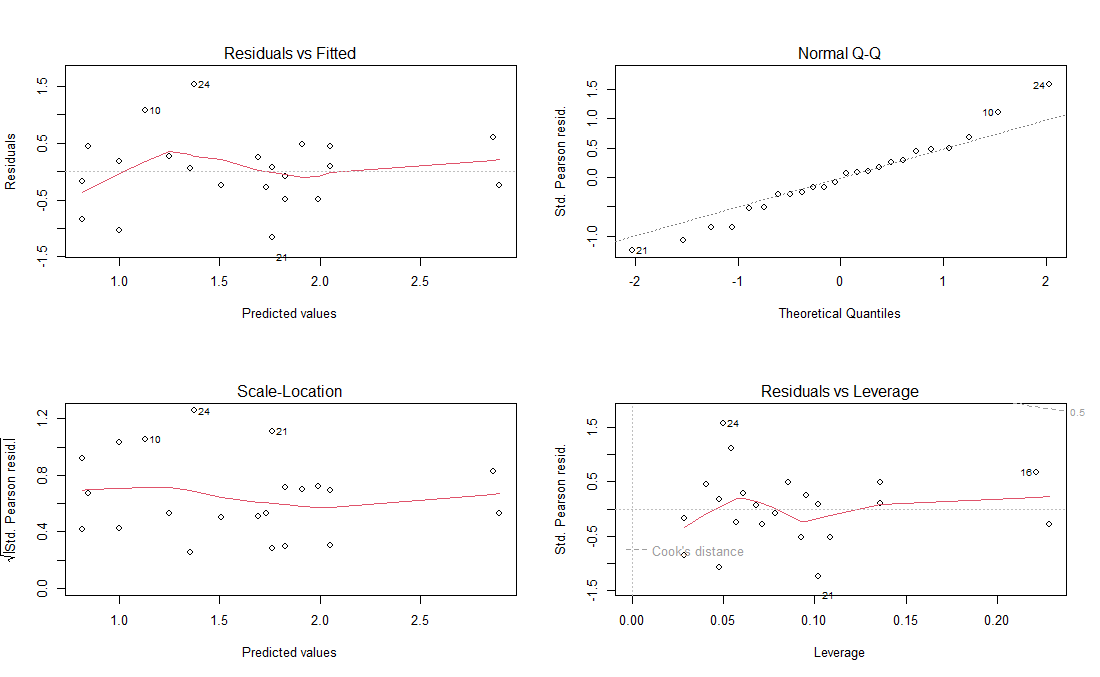 Residuals vs Fitted
Residuals
-1.5 -0.5 0.5 1.5
24
10
21
1.0 1.5 2.0 2.5
Predicted values
Normal Q-Q
Std. Pearson resid.
-1.0 0.0 0.5 1.0 1.5
24
10
21
-2 -1 0 1 2
Theoretical Quantiles
Scale-Location
√|Std. Pearson resid.|
0.0 0.4 0.8 1.2
24
10
21
1.0 1.5 2.0 2.5
Predicted values
Residuals vs Leverage
Std. Pearson resid.
-1.5 -0.5 0.5 1.5
0.5
24
16
Cook's distance
21
0.00 0.05 0.10 0.15 0.20
Leverage